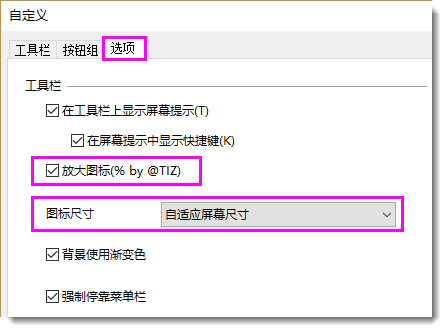 自定义
工具栏 按钮组 选项
工具栏
在工具栏上显示屏幕提示(T)
在屏幕提示中显示快捷键(K)
放大图标(% by @TIZ)
图标尺寸 自适应屏幕尺寸
背景使用渐变色
强制停靠菜单栏